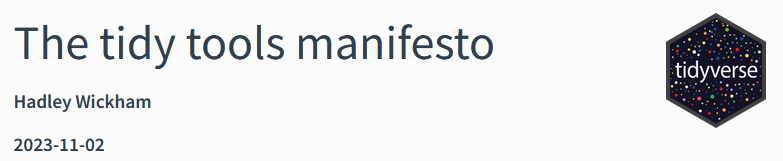 The tidy tools manifesto
tidyverse
Hadley Wickham
2023-11-02